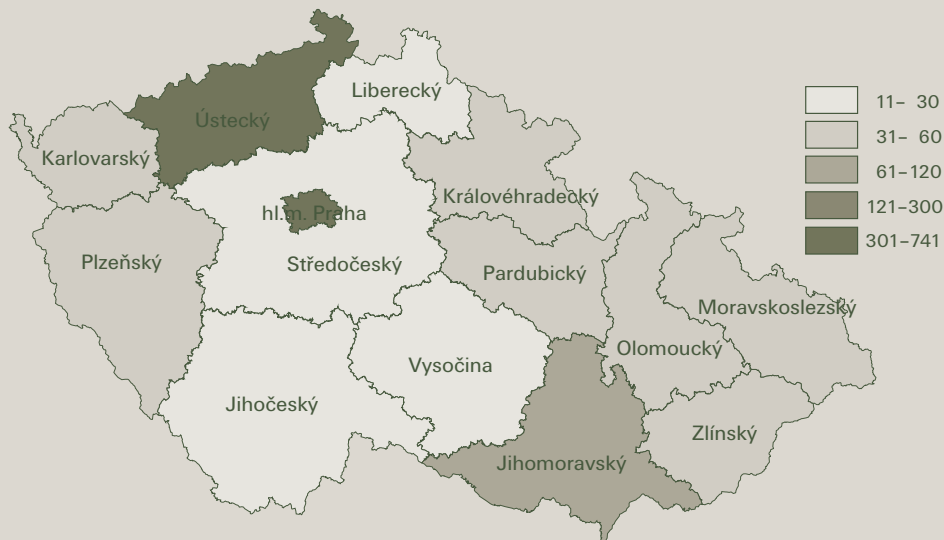 Liberecký
Ústecký
Karlovarský
Královéhradecký
hl.m. Praha
Plzeňský
Středočeský
Pardubický
Moravskoslezský
Olomoucký
Vysočina
Jihočeský
Zlínský
Jihomoravský
11– 30
31– 60
61–120
121–300
301–741